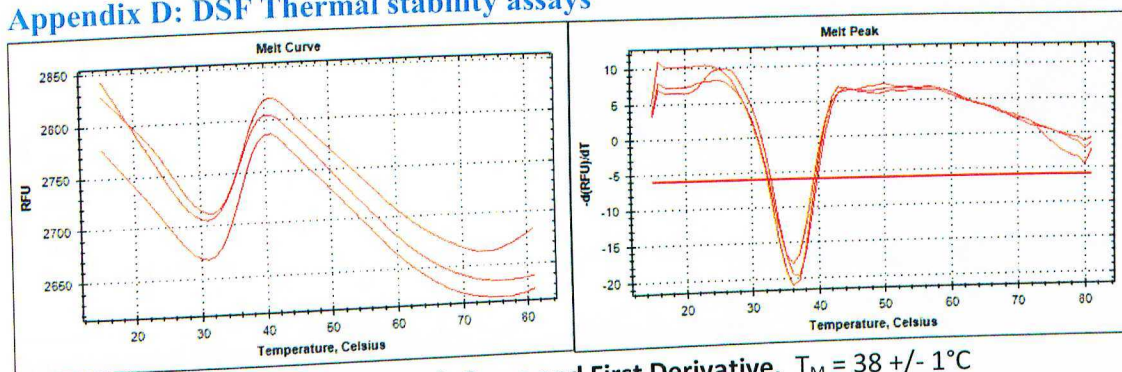 Appendix D: DSF Thermal stability assays
Melt Curve
2850
2800
2750
2700
2650
RFU
20 30 40 50 60 70 80
Temperature, Celsius
Melt Peak
10
5
0
-5
-10
-15
-20
-d(RFU)/dT
20 30 40 50 60 70 80
Temperature, Celsius
and First Derivative. TM = 38 +/- 1°C